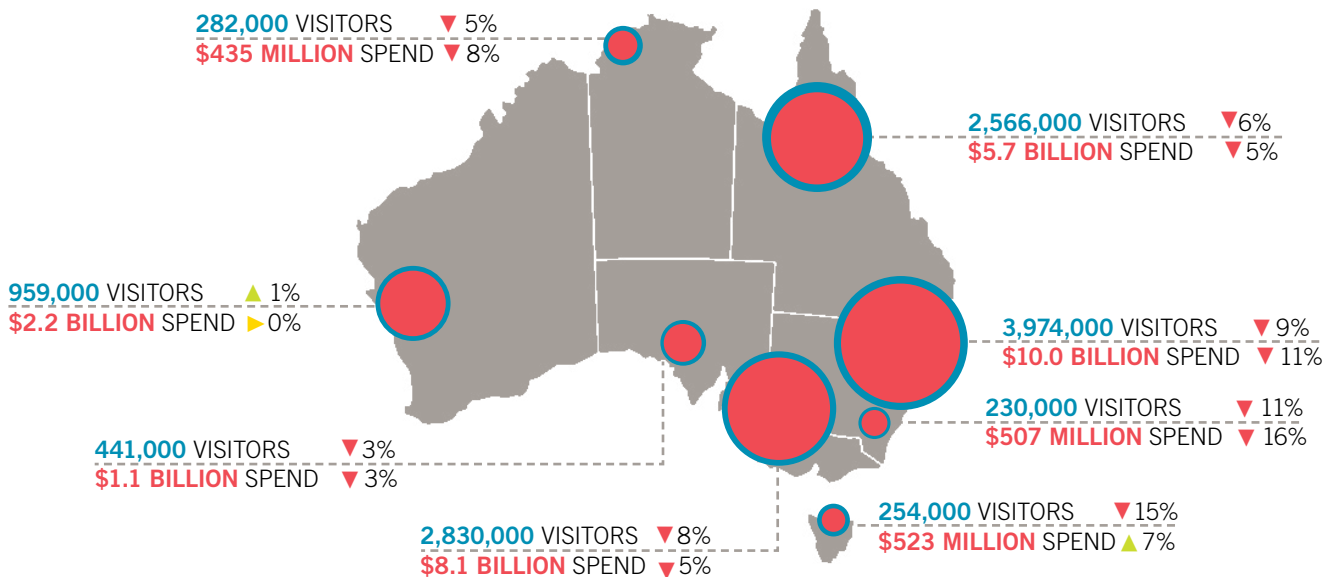 282,000 VISITORS ▼ 5%
$435 MILLION SPEND ▼ 8%
2,566,000 VISITORS ▼6%
$5.7 BILLION SPEND ▼ 5%
959,000 VISITORS ▲ 1%
$2.2 BILLION SPEND ▶0%
3,974,000 VISITORS ▼ 9%
$10.0 BILLION SPEND ▼ 11%
230,000 VISITORS ▼ 11%
$507 MILLION SPEND ▼ 16%
441,000 VISITORS ▼ 3%
$1.1 BILLION SPEND ▼ 3%
254,000 VISITORS ▼ 15%
$523 MILLION SPEND ▲ 7%
2,830,000 VISITORS ▼ 8%
$8.1 BILLION SPEND ▼ 5%